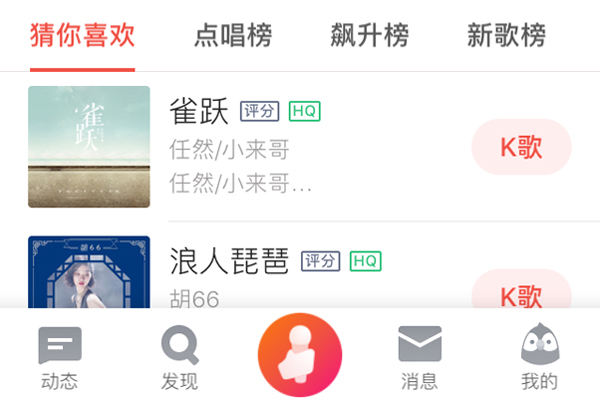 猜你喜欢 点唱榜 飙升榜 新歌榜
雀跃
雀跃 评分 HQ
任然/小来哥
K歌
任然/小来哥...
胡66
浪人琵琶 评分 HQ
胡66
K歌
动态 发现 消息 我的